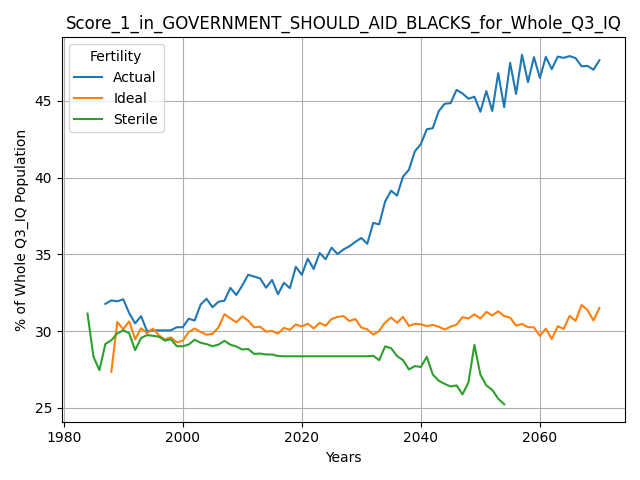 Score_1_in_GOVERNMENT_SHOULD_AID_BLACKS_for_Whole_Q3_IQ
Fertility
Actual
Ideal
Sterile
% of Whole Q3_IQ Population
45
40
35
30
25
1980
2000
2020
2040
2060
Years